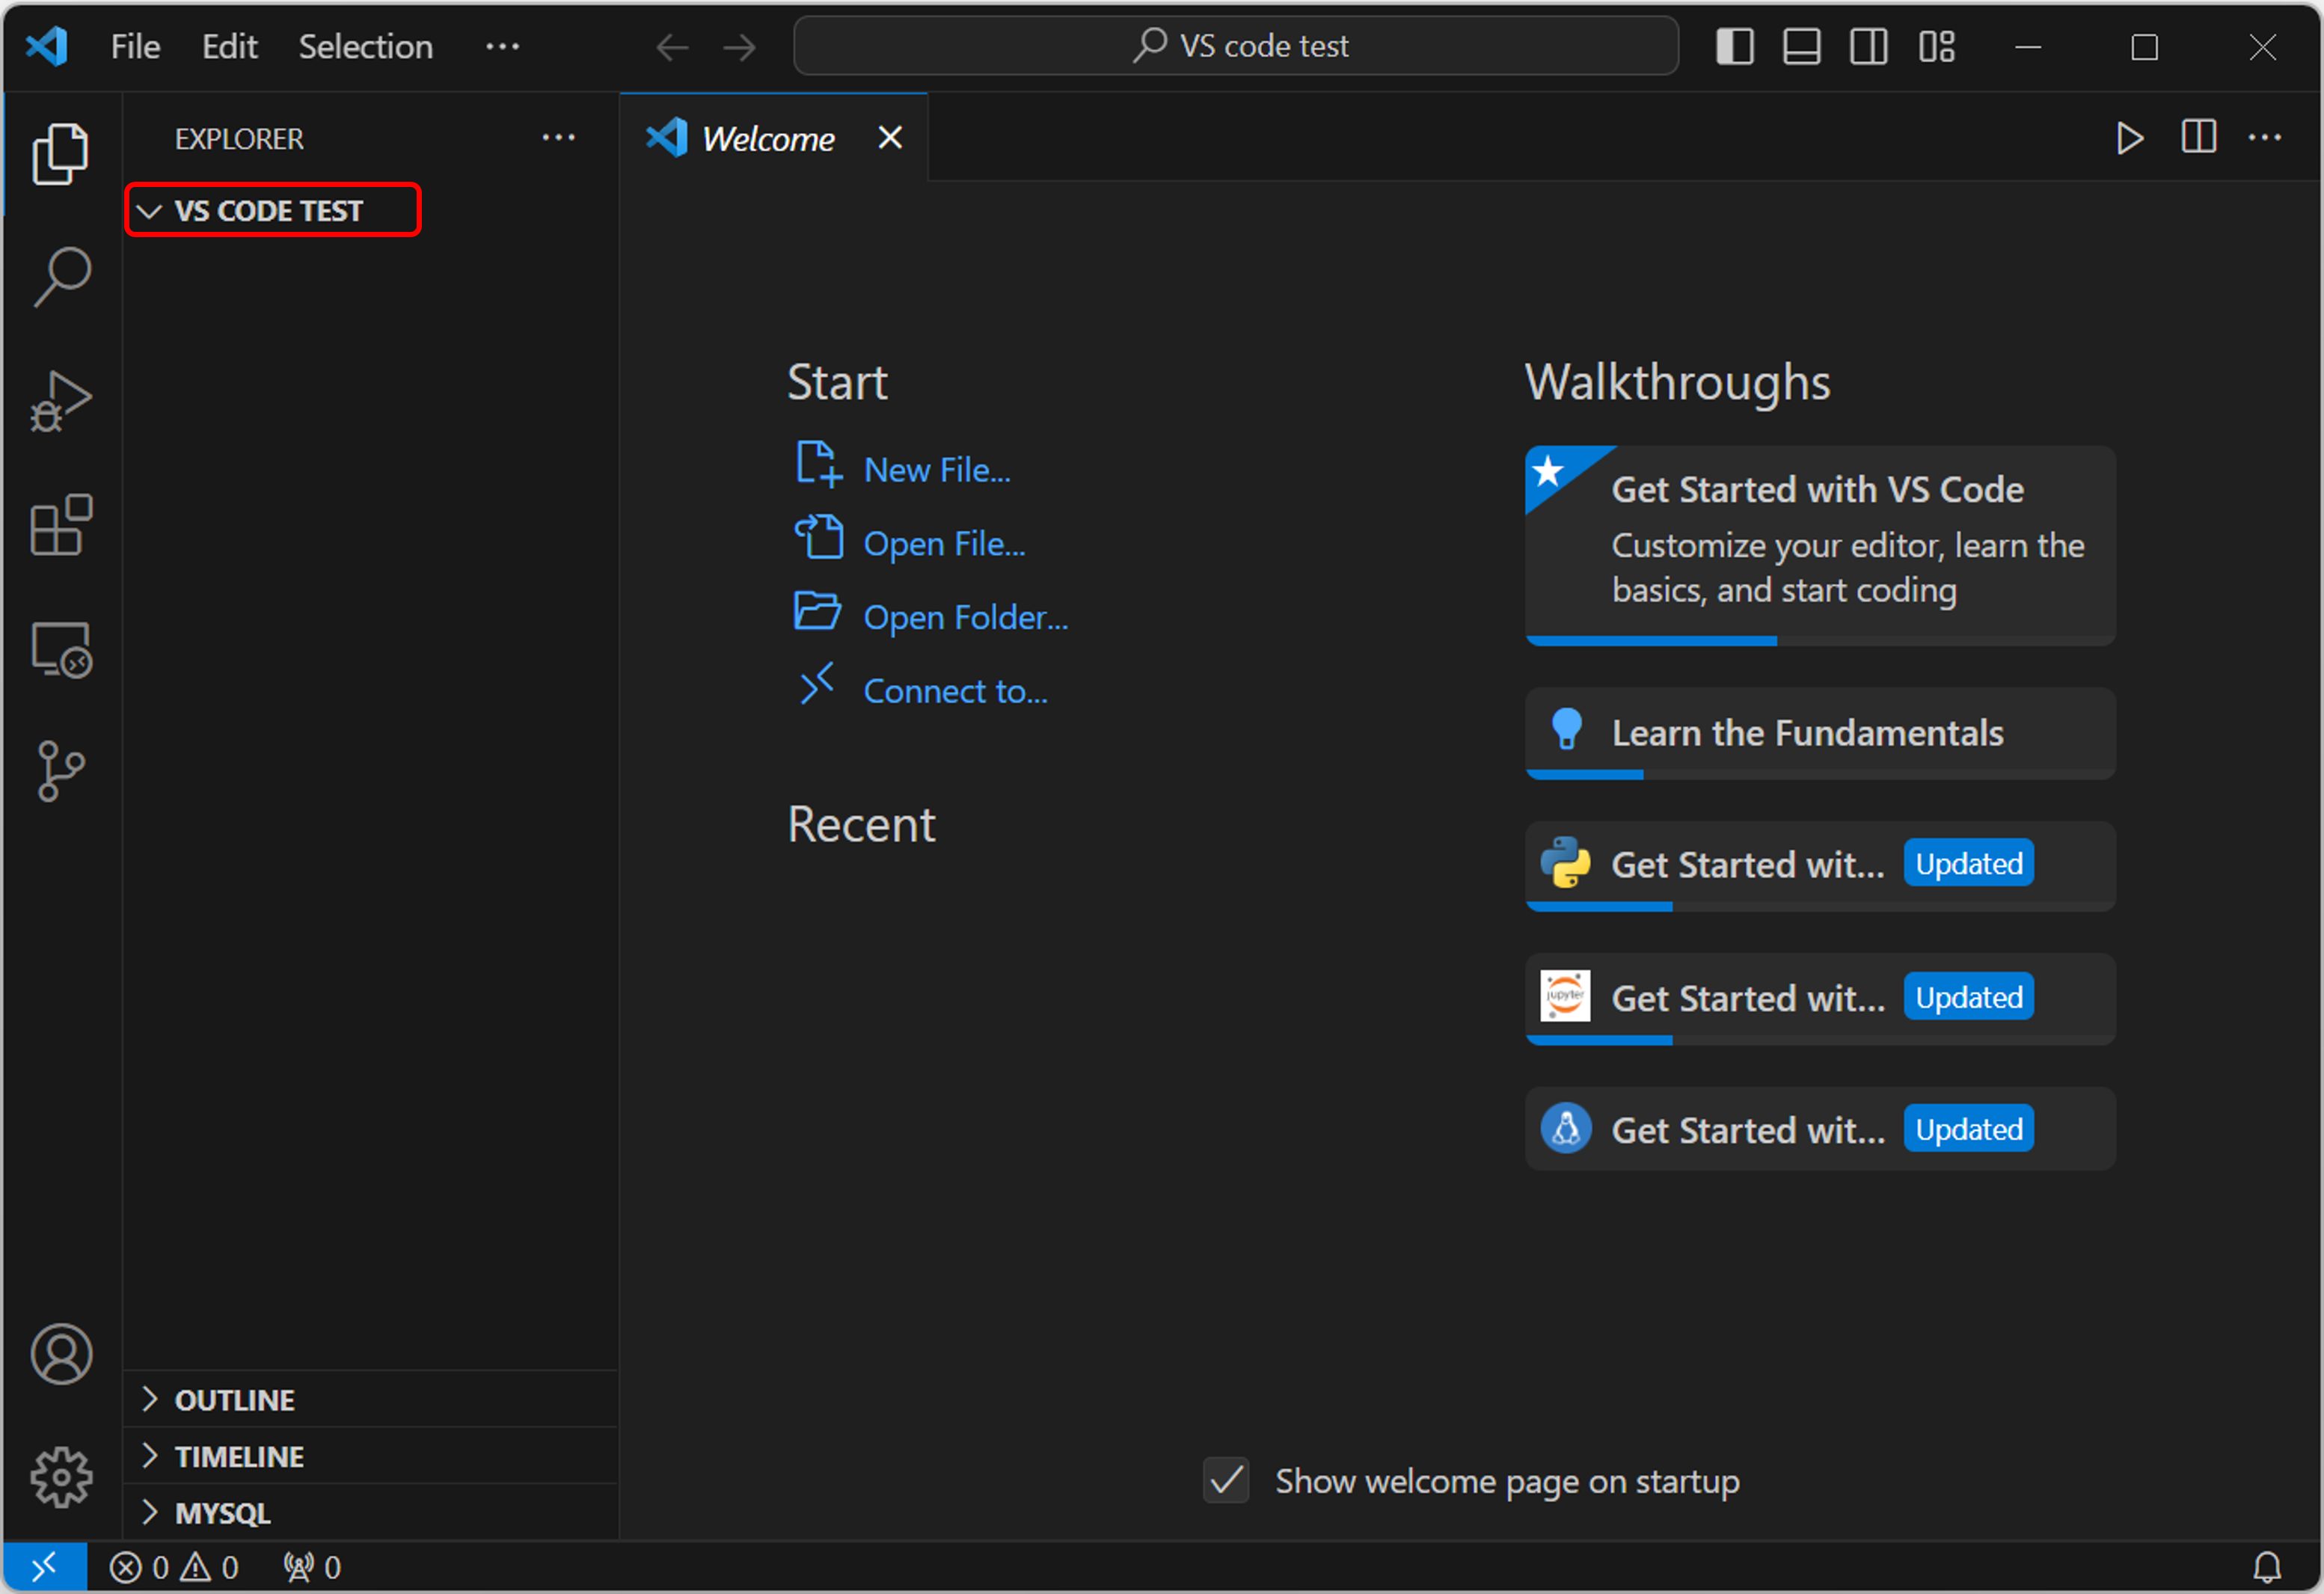 File Edit Selection ···
VS code test
EXPLORER ···
VS CODE TEST
OUTLINE
TIMELINE
MYSQL
Welcome
Start
New File...
Open File...
Open Folder...
Connect to...
Recent
Walkthroughs
Get Started with VS Code
Customize your editor, learn the
basics, and start coding
Learn the Fundamentals
Get Started wit... Updated
jupyter
Get Started wit... Updated
Get Started wit... Updated
Show welcome page on startup
0 0 0